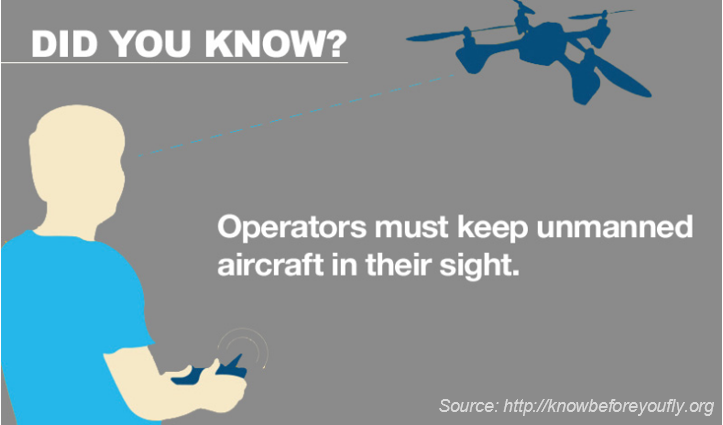 DID YOU KNOW?
Operators must keep unmanned
aircraft in their sight.
Source: http://knowbeforeyoufly.org